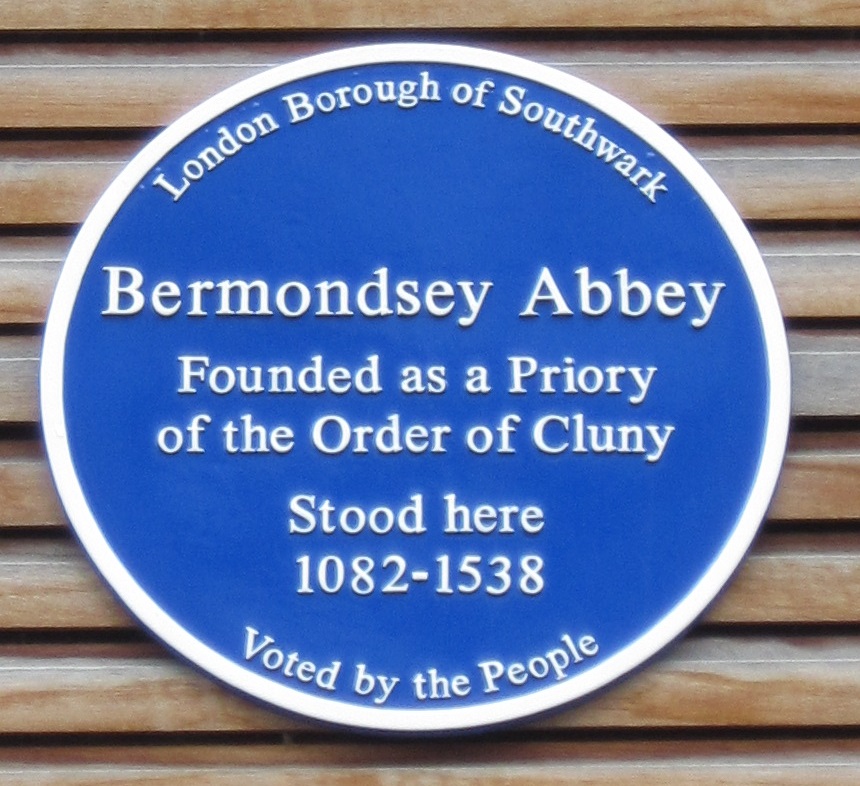 London Borough of Southwark
Bermondsey Abbey
Founded as a Priory
of the Order of Cluny
Stood here
1082-1538
Voted by the People